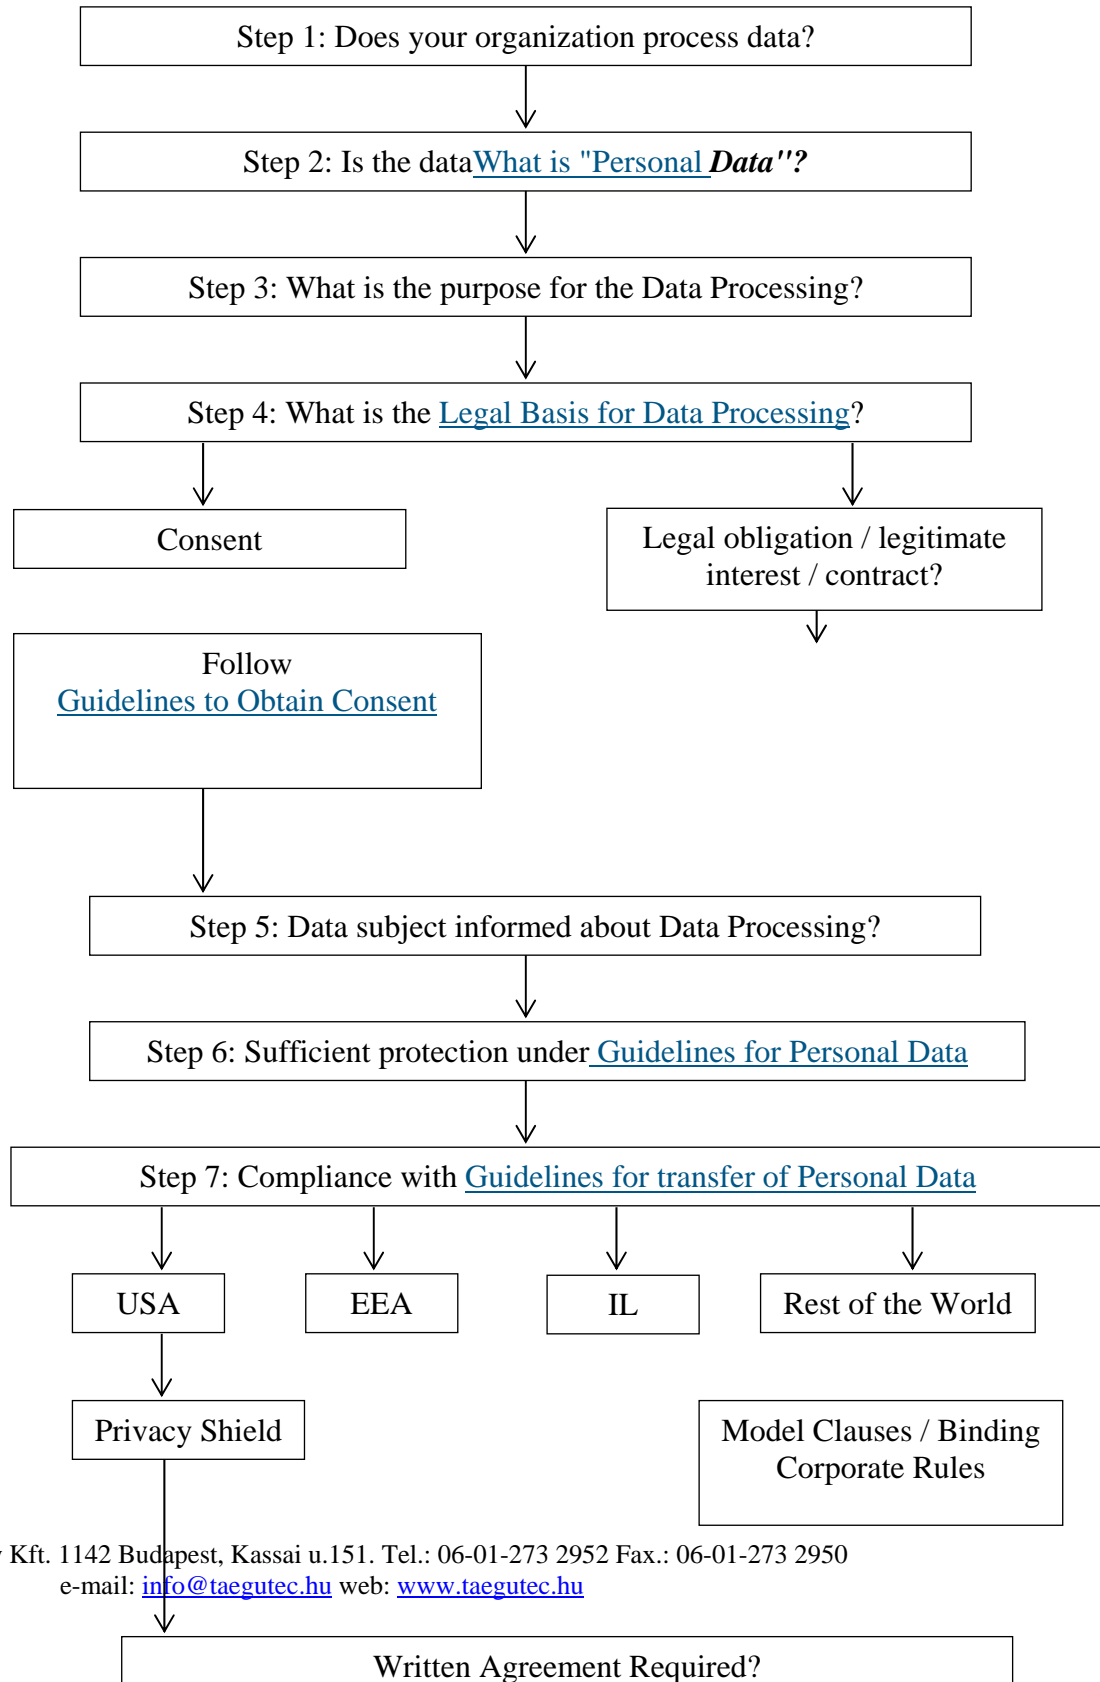 Step 1: Does your organization process data?
Step 2: Is the dataWhat is "Personal Data"?
Step 3: What is the purpose for the Data Processing?
Step 4: What is the Legal Basis for Data Processing?
Consent
Legal obligation / legitimate
interest / contract?
Follow
Guidelines to Obtain Consent
Step 5: Data subject informed about Data Processing?
Step 6: Sufficient protection under Guidelines for Personal Data
Step 7: Compliance with Guidelines for transfer of Personal Data
USA
EEA
IL
Rest of the World
Privacy Shield
Model Clauses / Binding
Corporate Rules
Kft. 1142 Budapest, Kassai u.151. Tel.: 06-01-273 2952 Fax.: 06-01-273 2950
e-mail: info@taegutec.hu web: www.taegutec.hu
Written Agreement Required?